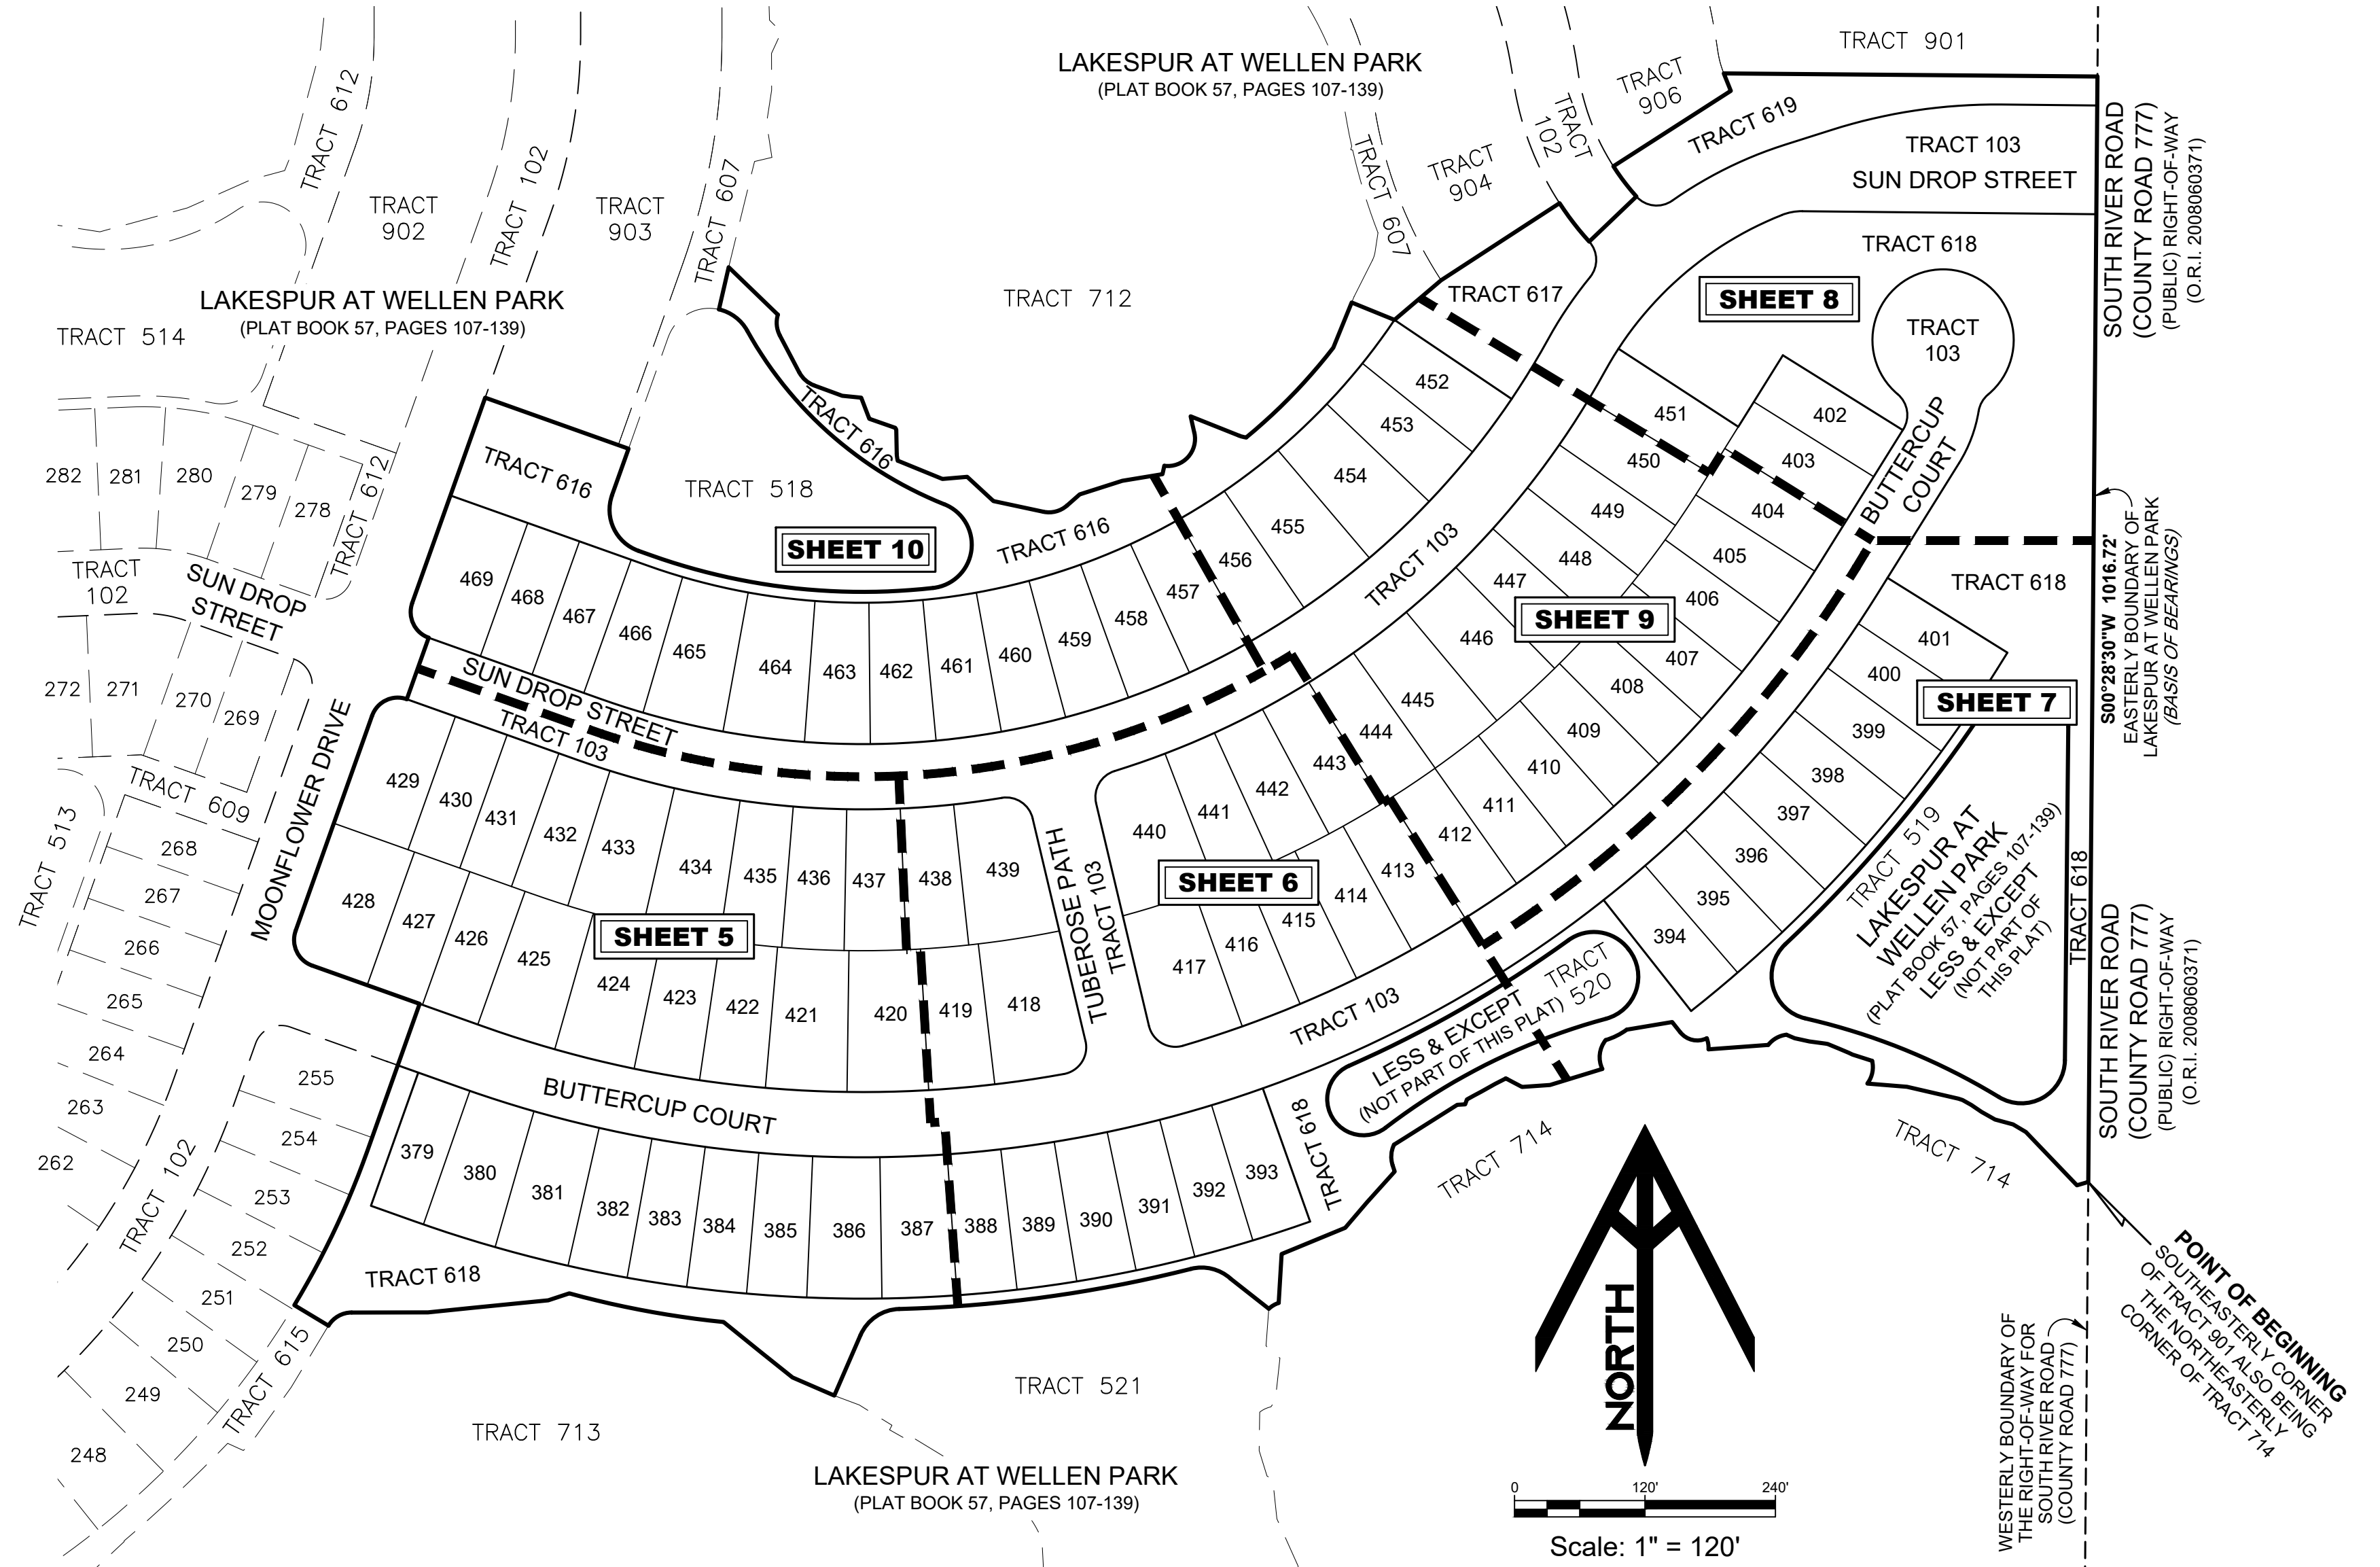 TRACT 901
LAKESPUR AT WELLEN PARK
(PLAT BOOK 57, PAGES 107-139)
TRACT 612
TRACT 102
TRACT 607
TRACT
902
TRACT
903
TRACT 712
TRACT 607
TRACT
904
TRACT
102
TRACT
906
TRACT 619
TRACT 103
SUN DROP STREET
TRACT 618
SOUTH RIVER ROAD
(COUNTY ROAD 777)
(PUBLIC) RIGHT-OF-WAY
(O.R.I. 2008060371)
LAKESPUR AT WELLEN PARK
(PLAT BOOK 57, PAGES 107-139)
TRACT 514
TRACT 617
SHEET 8
TRACT
103
BUTTERCUP
COURT
TRACT 616
TRACT 616
TRACT 518
SHEET 10
TRACT 616
TRACT 103
452
453
454
455
456
457
458
459
460
461
462
463
464
465
466
467
468
469
451
450
449
448
447
446
445
444
402
403
404
405
406
407
408
409
410
411
412
SHEET 9
TRACT 618
401
400
399
398
397
396
395
394
SHEET 7
S00°28'30"W 1016.72'
EASTERLY BOUNDARY OF
LAKESPUR AT WELLEN PARK
(BASIS OF BEARINGS)
282
281
280
279
278
TRACT 612
TRACT
102
SUN DROP
STREET
272
271
270
269
TRACT 609
TRACT 513
MOONFLOWER DRIVE
SUN DROP STREET
TRACT 103
429
430
431
432
433
434
435
436
437
438
439
428
427
426
425
424
423
422
421
420
419
418
SHEET 5
TUBEROSE PATH
TRACT 103
440
441
442
443
417
416
415
414
413
SHEET 6
TRACT 103
TRACT 519
LAKESPUR AT
WELLEN PARK
(PLAT BOOK 57, PAGES 107-139)
LESS & EXCEPT
(NOT PART OF
THIS PLAT)
TRACT 618
SOUTH RIVER ROAD
(COUNTY ROAD 777)
(PUBLIC) RIGHT-OF-WAY
(O.R.I. 2008060371)
TRACT
520
LESS & EXCEPT
(NOT PART OF THIS PLAT)
268
267
266
265
264
263
262
255
254
253
252
251
250
249
248
TRACT 102
TRACT 615
BUTTERCUP COURT
379
380
381
382
383
384
385
386
387
388
389
390
391
392
393
TRACT 618
TRACT 618
TRACT 714
TRACT 714
TRACT 713
TRACT 521
LAKESPUR AT WELLEN PARK
(PLAT BOOK 57, PAGES 107-139)
NORTH
0
120'
240'
Scale: 1" = 120'
WESTERLY BOUNDARY OF
THE RIGHT-OF-WAY FOR
SOUTH RIVER ROAD
(COUNTY ROAD 777)
POINT OF BEGINNING
SOUTHEASTERLY CORNER
OF TRACT 901 ALSO BEING
THE NORTHEASTERLY
CORNER OF TRACT 714